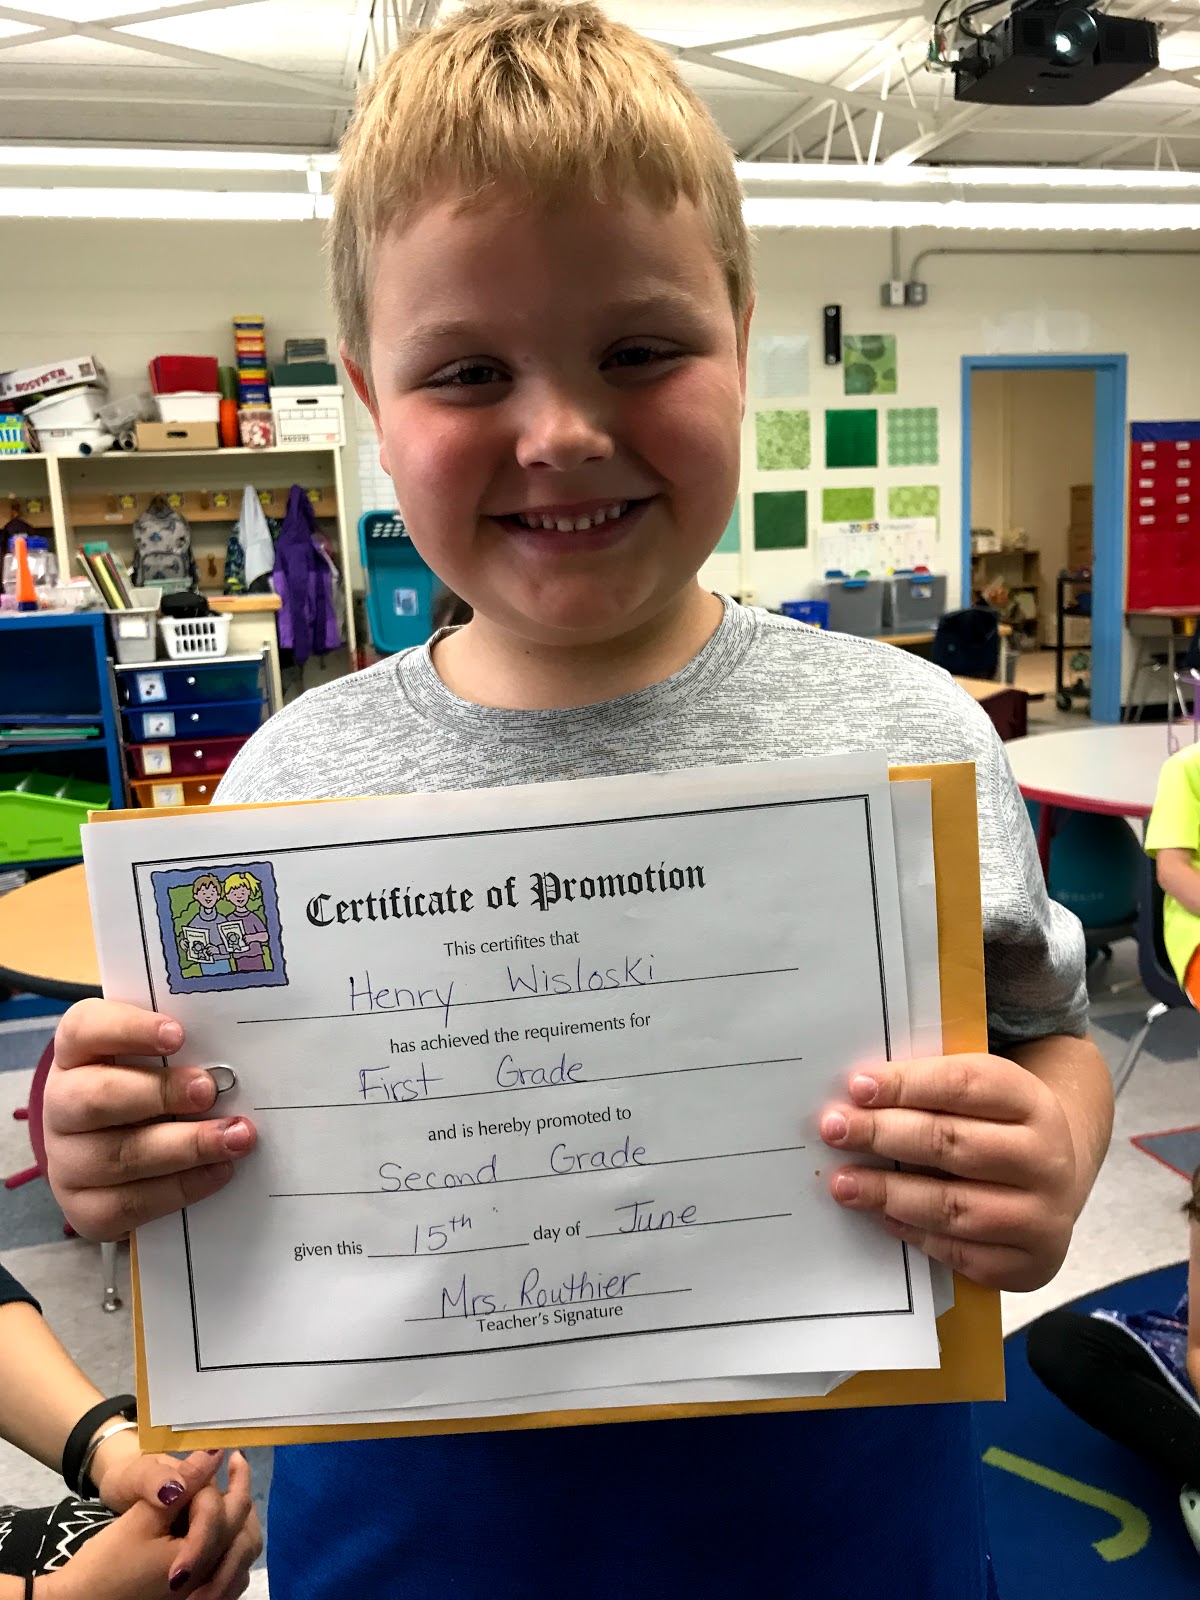 Certificate of Promotion
This certifites that
Henry Wisloski
has achieved the requirements for
First Grade
and is hereby promoted to
Second Grade
given this 15th day of June
Mrs. Routhier
Teacher's Signature
ZONES